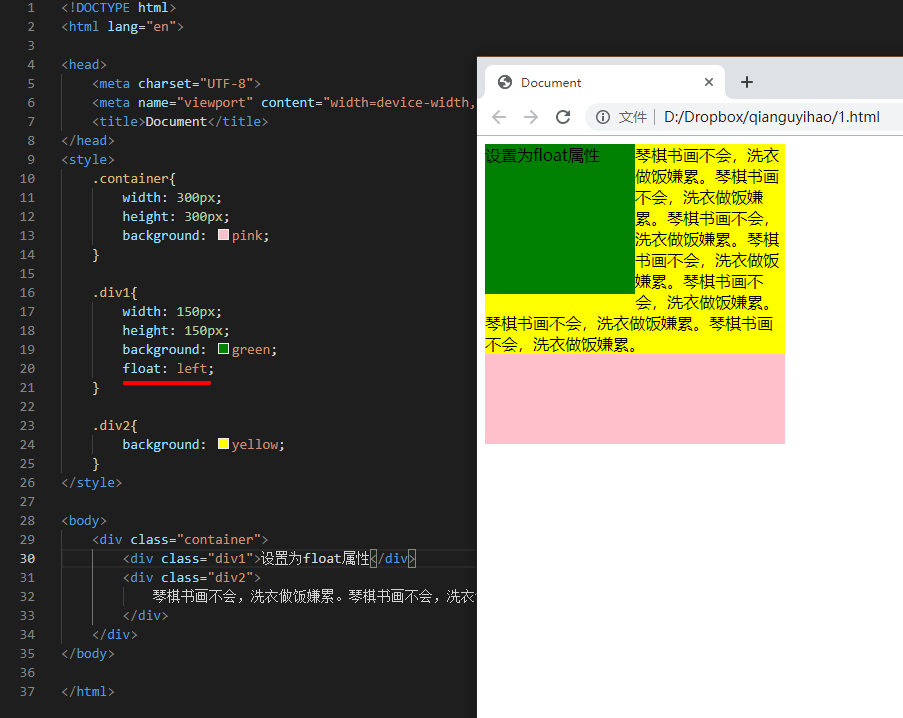 1 <!DOCTYPE html>
2 <html lang="en">
3
4 <head>
5 <meta charset="UTF-8">
6 <meta name="viewport" content="width=device-width,
7 <title>Document</title>
8 </head>
9 <style>
10 .container{
11 width: 300px;
12 height: 300px;
13 background: pink;
14 }
15
16 .div1{
17 width: 150px;
18 height: 150px;
19 background: green;
20 float: left;
21 }
22
23 .div2{
24 background: yellow;
25 }
26 </style>
27
28 <body>
29 <div class="container">
30 <div class="div1">设置为float属性</div>
31 <div class="div2">
32 琴棋书画不会，洗衣做饭嫌累。琴棋书画不会，洗衣
33 </div>
34 </div>
35 </body>
36
37 </html>
Document
文件 D:/Dropbox/qianguyihao/1.html
设置为float属性
琴棋书画不会，洗衣
做饭嫌累。琴棋书画
不会，洗衣做饭嫌
累。琴棋书画不会，
洗衣做饭嫌累。琴棋
书画不会，洗衣做饭
嫌累。琴棋书画不
会，洗衣做饭嫌累。
琴棋书画不会，洗衣做饭嫌累。琴棋书画
不会，洗衣做饭嫌累。